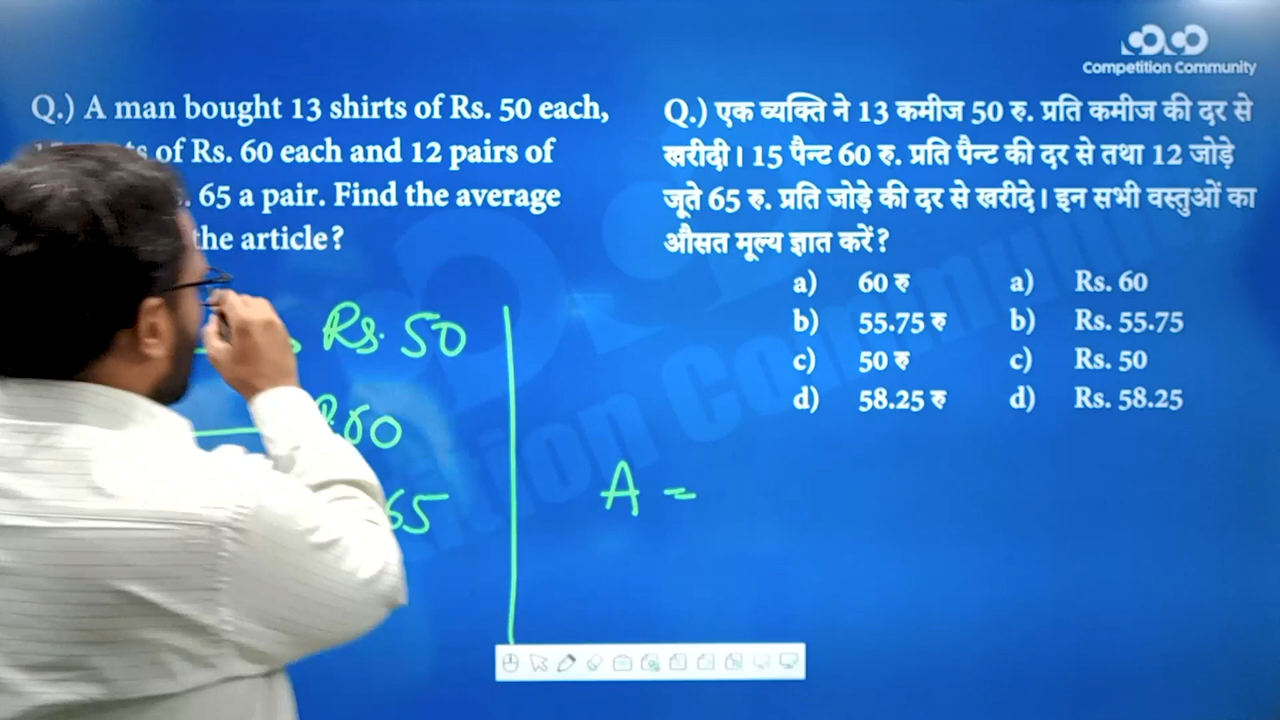 Competition Community
Q.) A man bought 13 shirts of Rs. 50 each,
of Rs. 60 each and 12 pairs of
65 a pair. Find the average
the article?
Q.) एक व्यक्ति ने 13 कमीज 50 रु. प्रति कमीज की दर से
खरीदी। 15 पैन्ट 60 रु. प्रति पैन्ट की दर से तथा 12 जोड़े
जूते 65 रु. प्रति जोड़े की दर से खरीदे। इन सभी वस्तुओं का
औसत मूल्य ज्ञात करें?
a) 60 रु a) Rs. 60
b) 55.75 रु b) Rs. 55.75
c) 50 रु c) Rs. 50
d) 58.25 रु d) Rs. 58.25
Rs. 50
60
65
A =